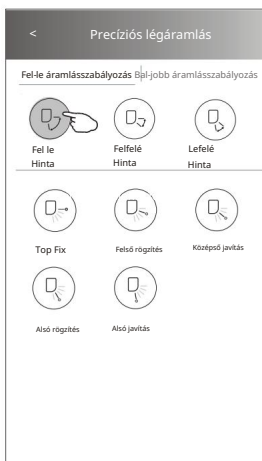 < Precíziós légáramlás
Fel-le áramlásszabályozás Bal-jobb áramlásszabályozás
Fel le Felfelé Lefelé
Hinta Hinta Hinta
Top Fix Felső rögzítés Középső javítás
Alsó rögzítés Alsó javítás